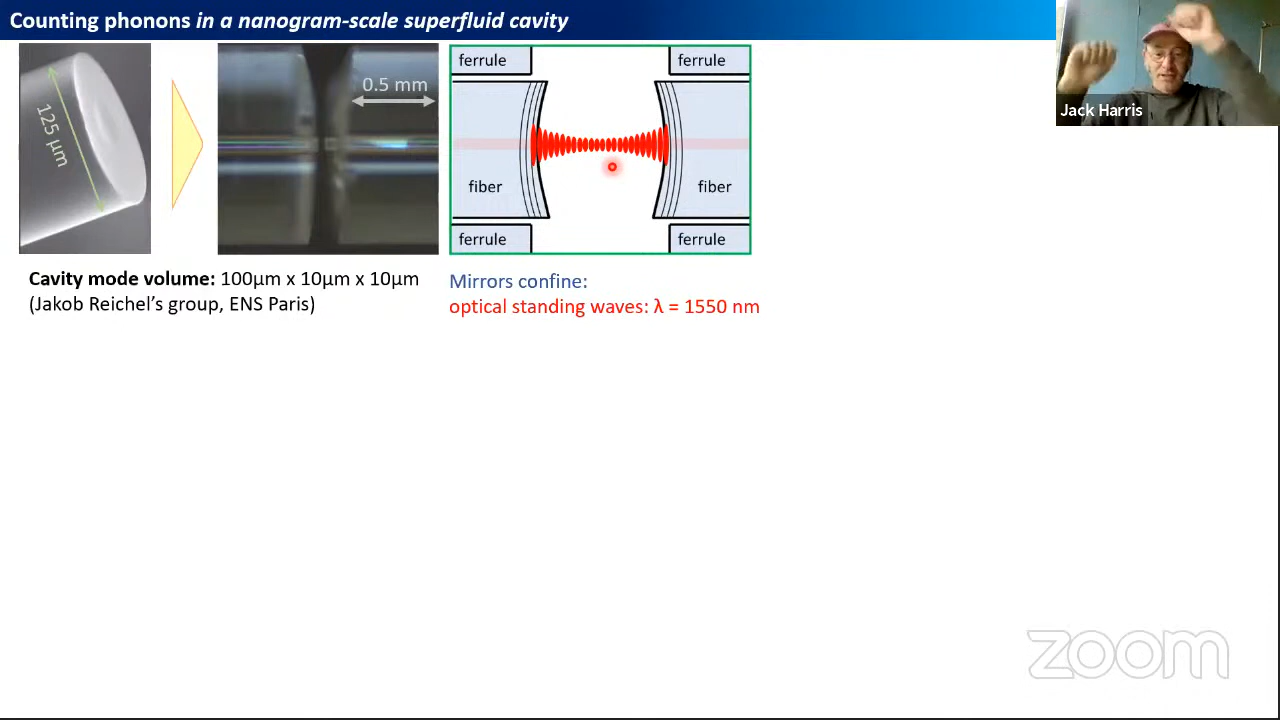 Counting phonons in a nanogram-scale superfluid cavity
125 µm
0.5 mm
ferrule
ferrule
fiber
fiber
ferrule
ferrule
Jack Harris
Cavity mode volume: 100µm x 10µm x 10µm
(Jakob Reichel's group, ENS Paris)
Mirrors confine:
optical standing waves: λ = 1550 nm
zoom